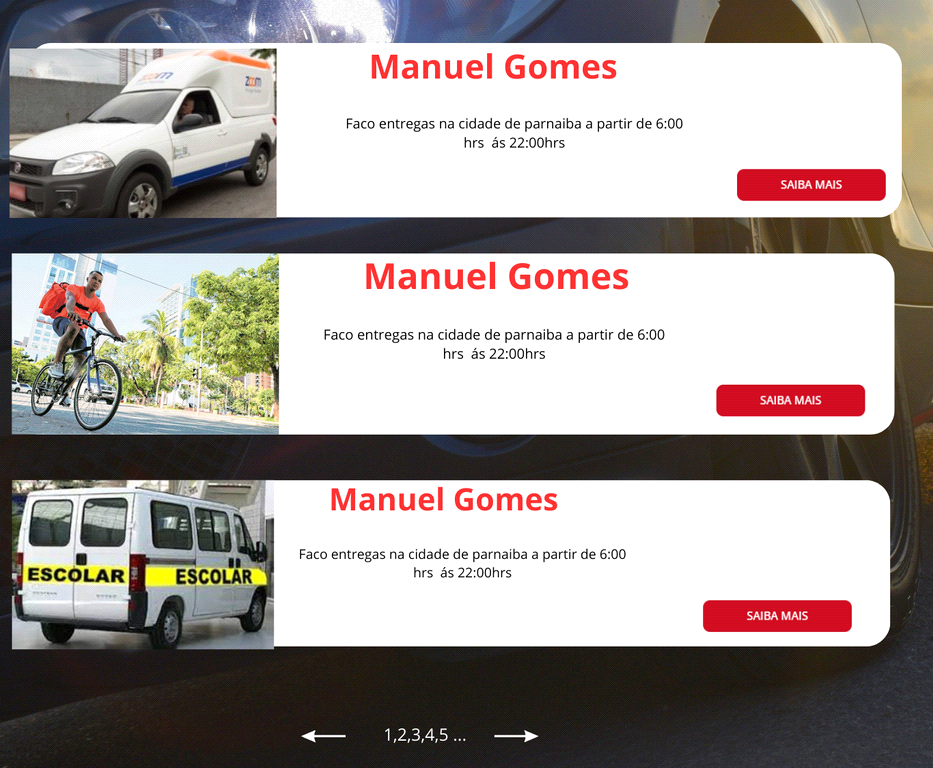 zoom
zoom
Manuel Gomes
Faco entregas na cidade de parnaiba a partir de 6:00
hrs ás 22:00hrs
SAIBA MAIS
Manuel Gomes
Faco entregas na cidade de parnaiba a partir de 6:00
hrs ás 22:00hrs
SAIBA MAIS
ESCOLAR
ESCOLAR
Manuel Gomes
Faco entregas na cidade de parnaiba a partir de 6:00
hrs ás 22:00hrs
SAIBA MAIS
1,2,3,4,5 ...